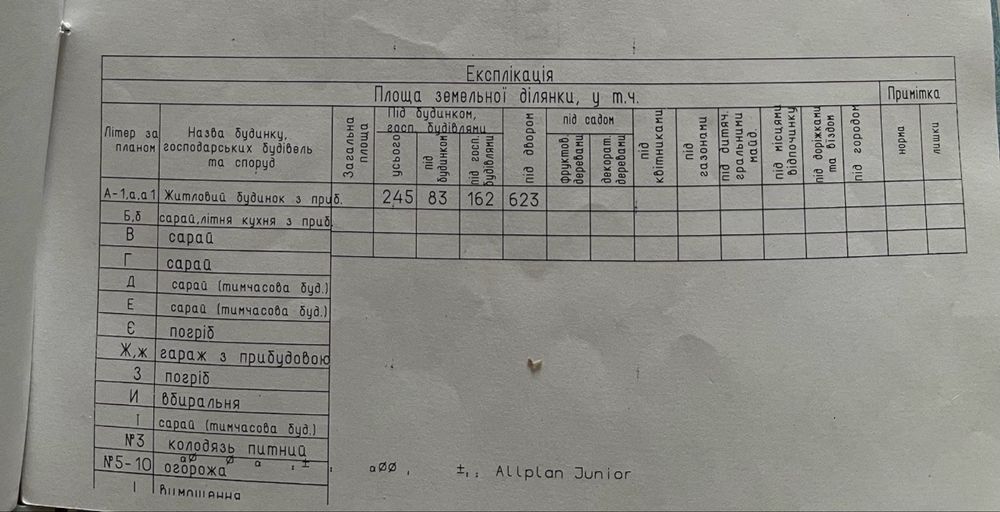 Експлікація
Площа земельної ділянки, у т.ч.
Примітка
Літер за планом
Назва будинку, господарських будівель та споруд
Загальна площа
Під будинком, госп. будівлями
усього
під будинком
під госп. будівлями
під двором
під садом
фруктов. деревами
декорат. деревами
під квітниками
під газонами
під дитяч. гральними майд.
під місцями відпочинку
під доріжками та віздом
під городом
норма
лишки
А-1,а,а1 Житловий будинок з приб. 245 83 162 623
Б,б сарай,літня кухня з приб.
В сарай
Г сарай
Д сарай (тимчасова буд.)
Е сарай (тимчасова буд.)
Є погріб
Ж,ж гараж з прибудовою
З погріб
И вбиральня
І сарай (тимчасова буд.)
№3 колодязь питний
№5-10 огорожа
Allplan Junior
І Вимощення